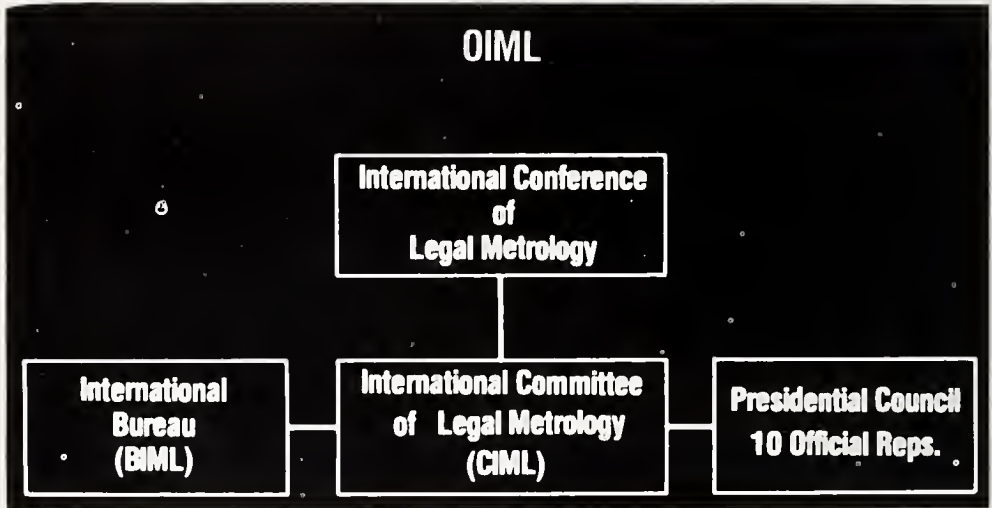 OIML
International Conference
of
Legal Metrology
International
Bureau
(BIML)
International Committee
of Legal Metrology
(CIML)
Presidential Council
10 Official Reps.